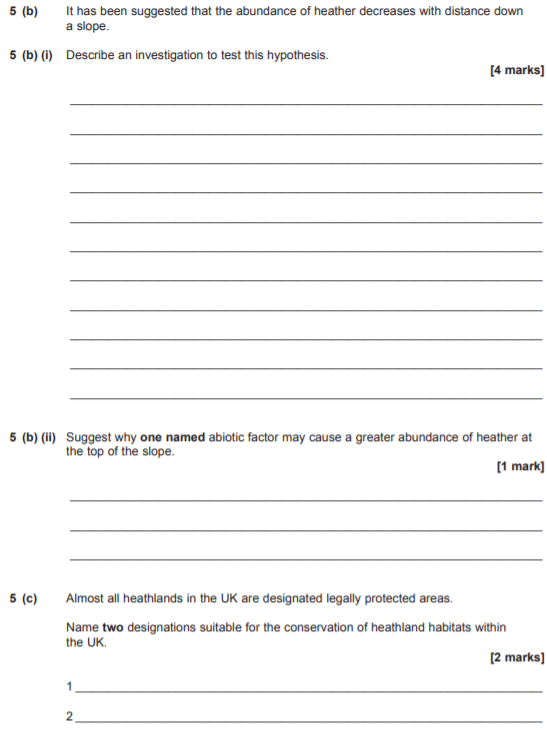 5 (b) It has been suggested that the abundance of heather decreases with distance down
a slope.
5 (b) (i) Describe an investigation to test this hypothesis.
[4 marks]
5 (b) (ii) Suggest why one named abiotic factor may cause a greater abundance of heather at
the top of the slope.
[1 mark]
5 (c) Almost all heathlands in the UK are designated legally protected areas.
Name two designations suitable for the conservation of heathland habitats within
the UK.
[2 marks]
1
2